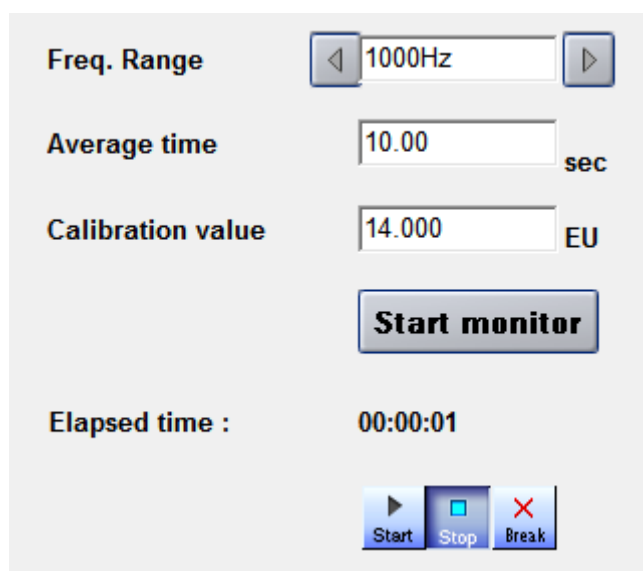 Freq. Range 1000Hz
Average time 10.00 sec
Calibration value 14.000 EU
Start monitor
Elapsed time : 00:00:01
Start Stop Break